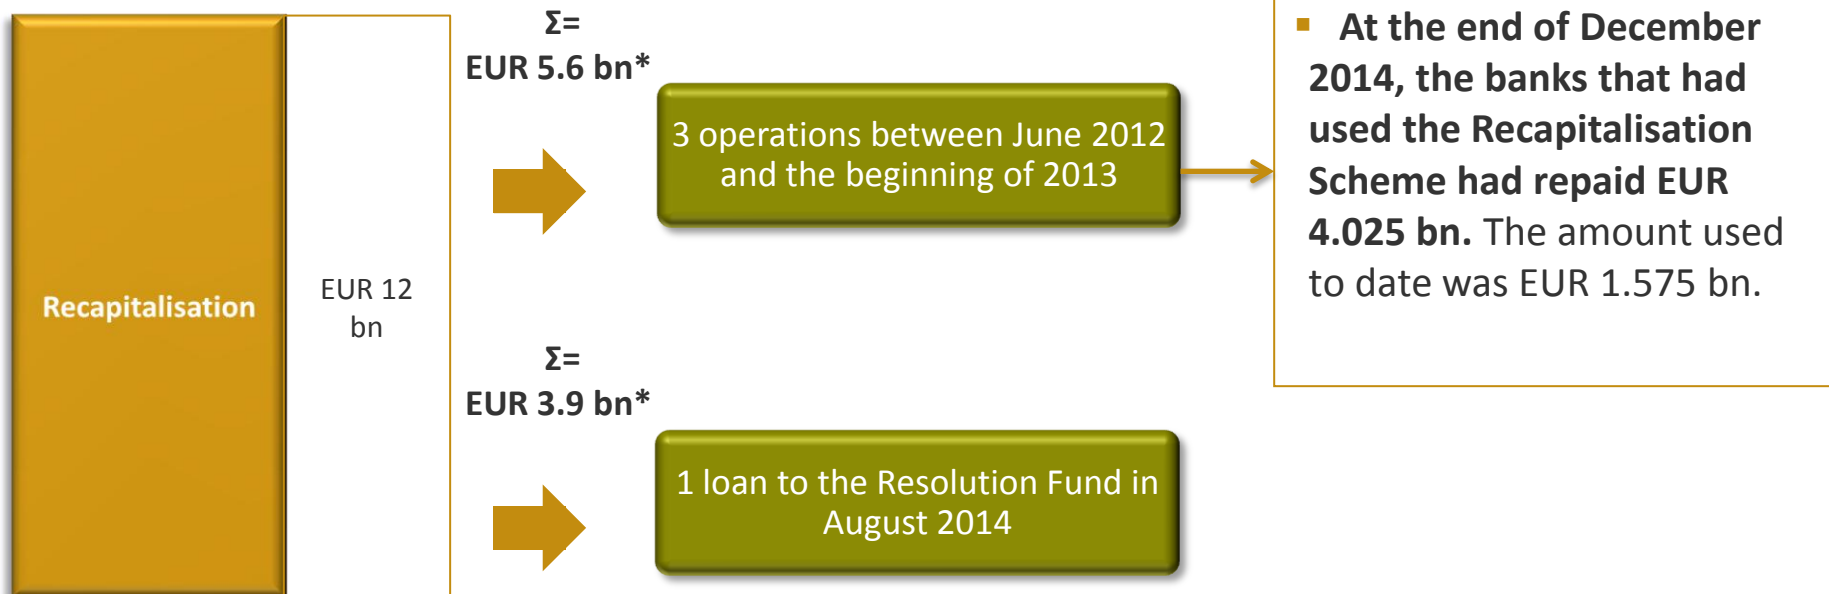 Recapitalisation
EUR 12
bn
Σ=
EUR 5.6 bn*
3 operations between June 2012
and the beginning of 2013
▪ At the end of December
2014, the banks that had
used the Recapitalisation
Scheme had repaid EUR
4.025 bn. The amount used
to date was EUR 1.575 bn.
Σ=
EUR 3.9 bn*
1 loan to the Resolution Fund in
August 2014